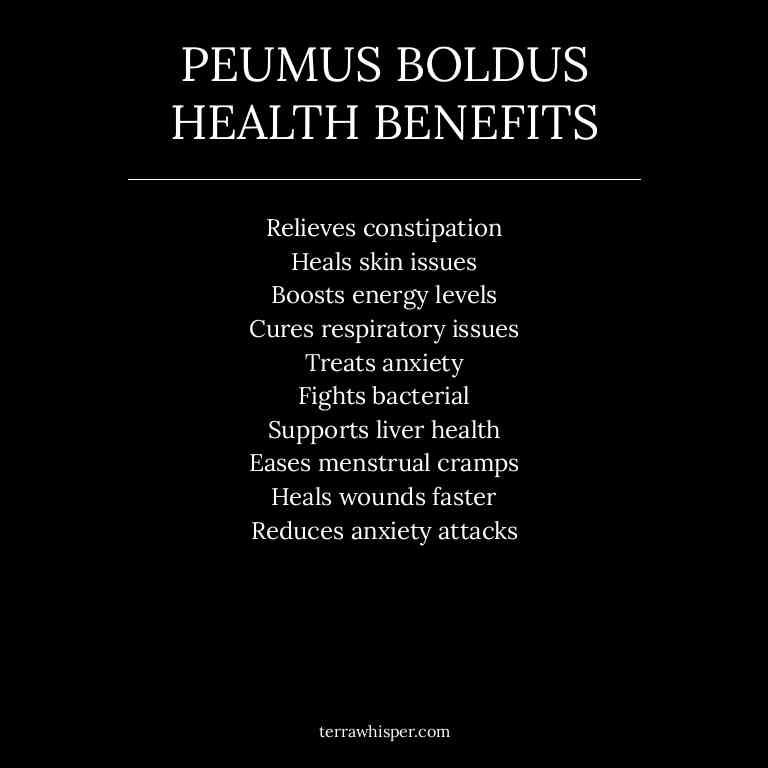 PEUMUS BOLDUS
HEALTH BENEFITS
Relieves constipation
Heals skin issues
Boosts energy levels
Cures respiratory issues
Treats anxiety
Fights bacterial
Supports liver health
Eases menstrual cramps
Heals wounds faster
Reduces anxiety attacks
terrawhisper.com